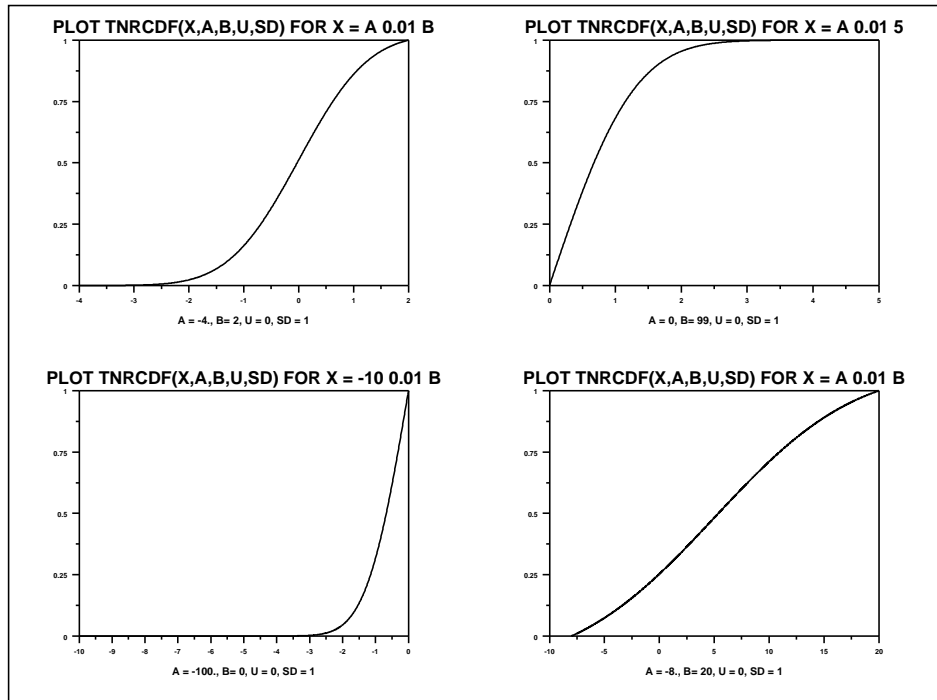 PLOT TNRCDF(X,A,B,U,SD) FOR X = A 0.01 B
1
0.75
0.5
0.25
0
-4 -3 -2 -1 0 1 2
A = -4., B= 2, U = 0, SD = 1
PLOT TNRCDF(X,A,B,U,SD) FOR X = A 0.01 5
1
0.75
0.5
0.25
0
0 1 2 3 4 5
A = 0, B= 99, U = 0, SD = 1
PLOT TNRCDF(X,A,B,U,SD) FOR X = -10 0.01 B
1
0.75
0.5
0.25
0
-10 -9 -8 -7 -6 -5 -4 -3 -2 -1 0
A = -100., B= 0, U = 0, SD = 1
PLOT TNRCDF(X,A,B,U,SD) FOR X = A 0.01 B
1
0.75
0.5
0.25
0
-10 -5 0 5 10 15 20
A = -8., B= 20, U = 0, SD = 1